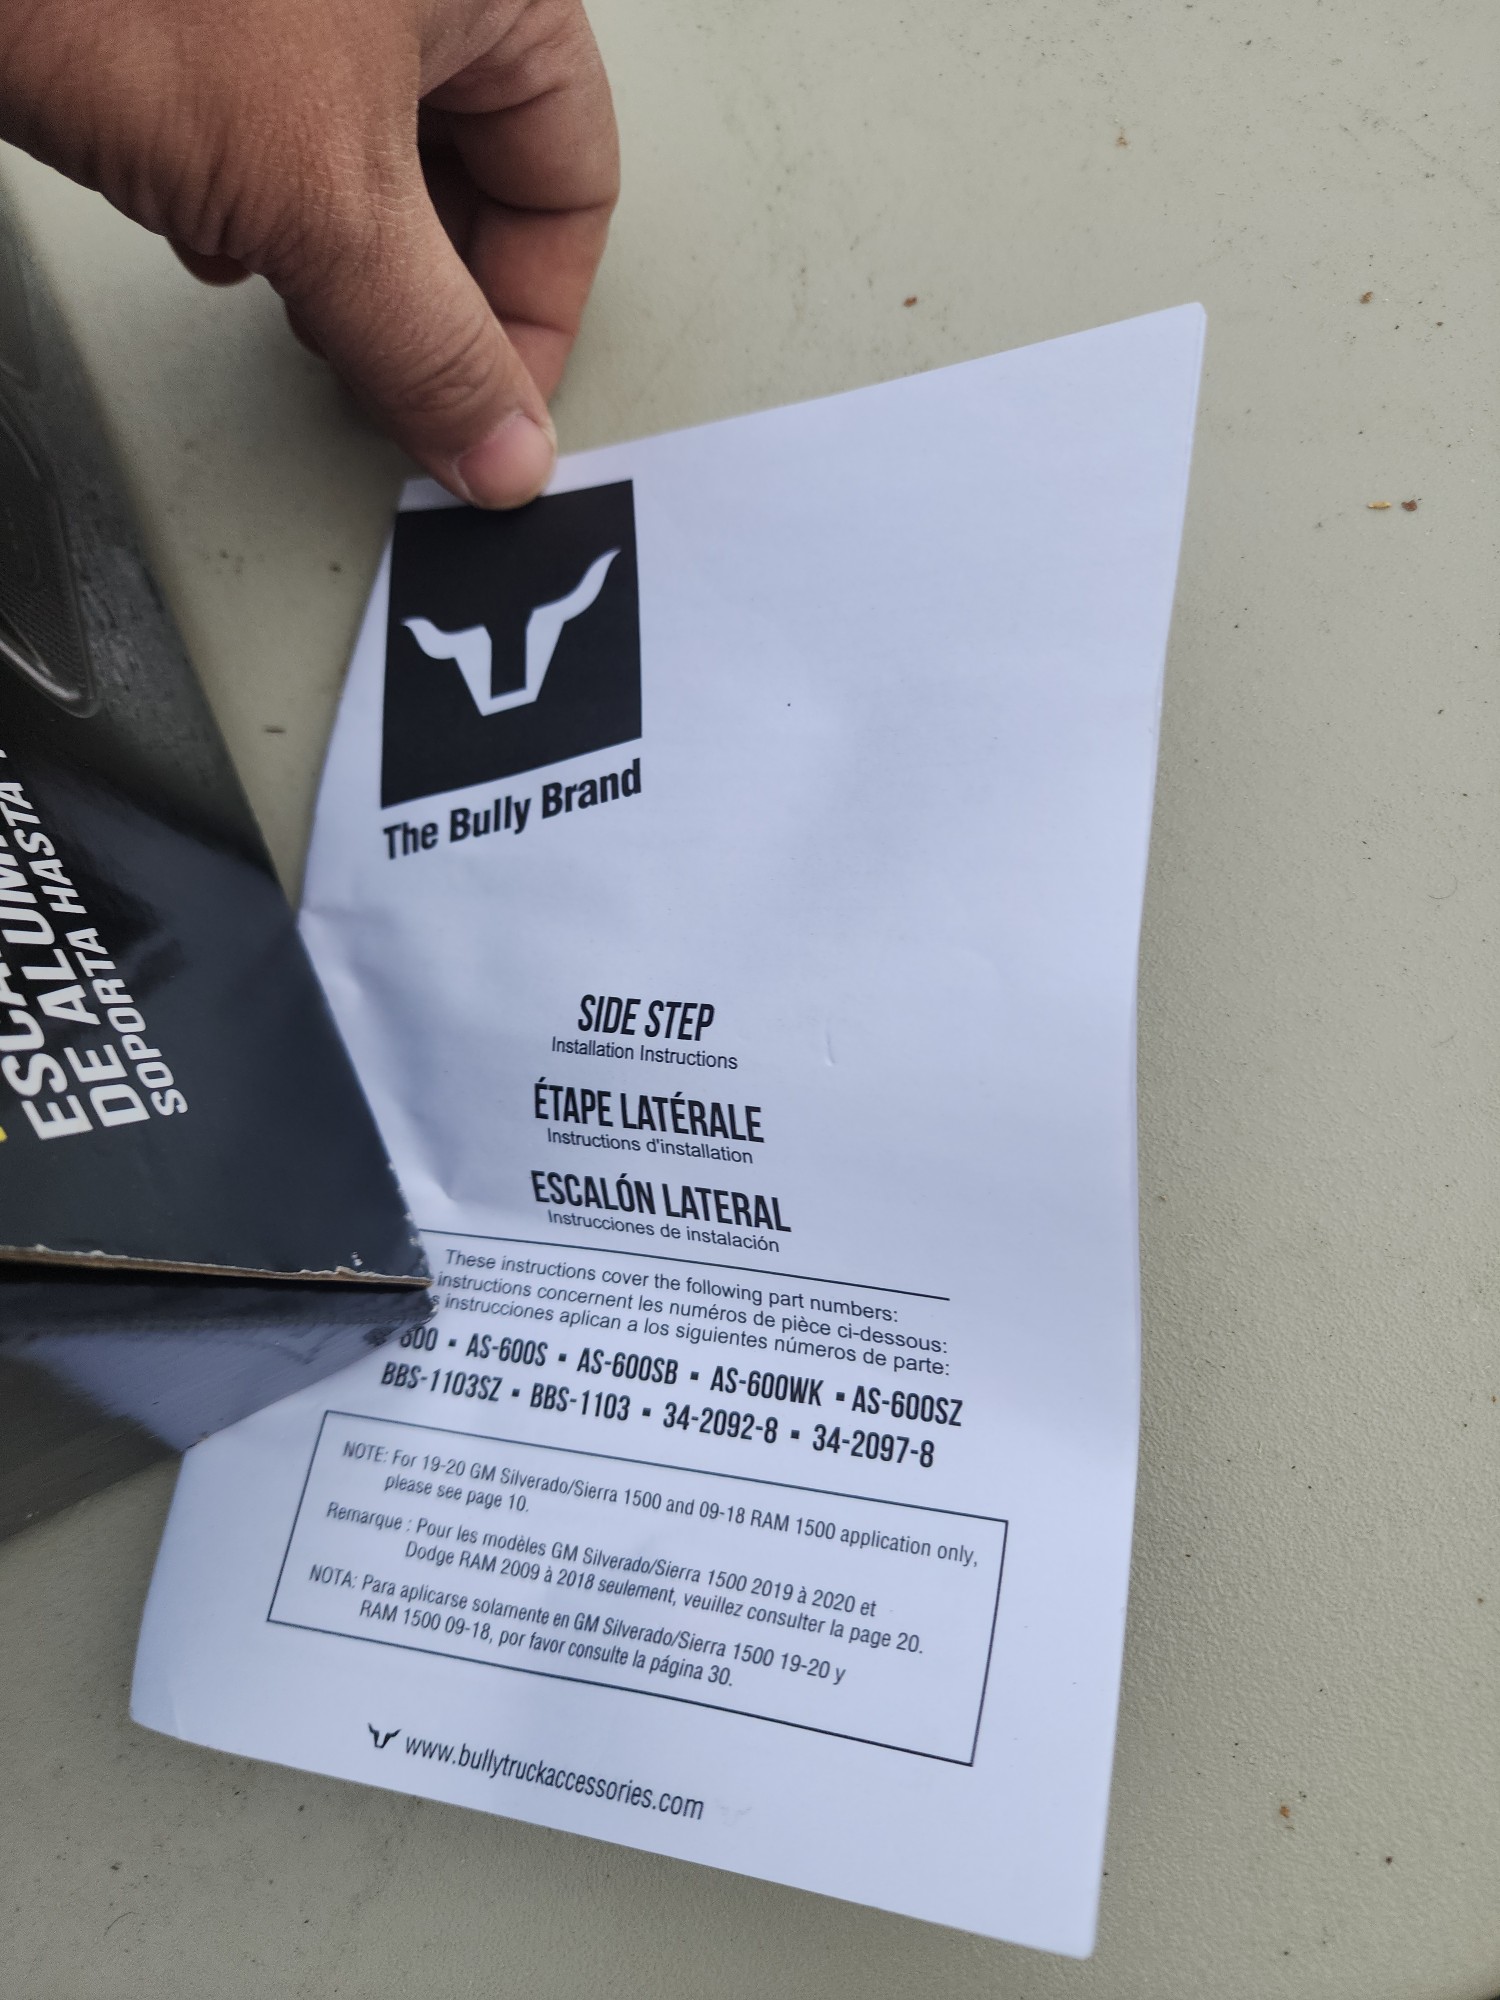 ESCAL
ES ALUMI
DE ALUM
SOPORTA HASTA
The Bully Brand
SIDE STEP
Installation Instructions
ÉTAPE LATÉRALE
Instructions d'installation
ESCALÓN LATERAL
Instrucciones de instalación
These instructions cover the following part numbers:
instructions concernent les numéros de pièce ci-dessous:
instrucciones aplican a los siguientes números de parte:
600 ▪ AS-600S ▪ AS-600SB ▪ AS-600WK ▪ AS-600SZ
BBS-1103SZ ▪ BBS-1103 ▪ 34-2092-8 ▪ 34-2097-8
NOTE: For 19-20 GM Silverado/Sierra 1500 and 09-18 RAM 1500 application only,
please see page 10.
Remarque : Pour les modèles GM Silverado/Sierra 1500 2019 à 2020 et
Dodge RAM 2009 à 2018 seulement, veuillez consulter la page 20.
NOTA: Para aplicarse solamente en GM Silverado/Sierra 1500 19-20 y
RAM 1500 09-18, por favor consulte la página 30.
www.bullytruckaccessories.com